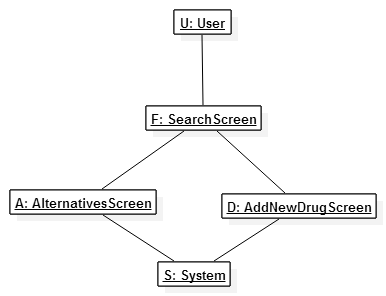 U: User
F: SearchScreen
A: AlternativesScreen
D: AddNewDrugScreen
S: System